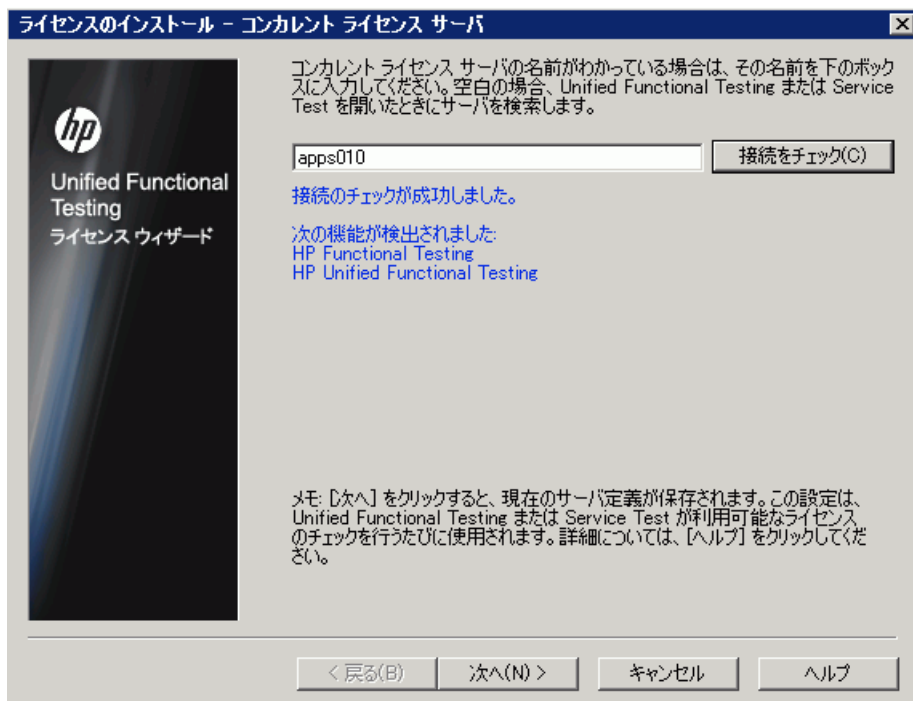 ライセンスのインストール - コンカレント ライセンス サーバ
hp
Unified Functional
Testing
ライセンス ウィザード
コンカレント ライセンス サーバの名前がわかっている場合は、その名前を下のボック
スに入力してください。空白の場合、Unified Functional Testing または Service
Test を開いたときにサーバを検索します。
apps010
接続をチェック(C)
接続のチェックが成功しました。
次の機能が検出されました:
HP Functional Testing
HP Unified Functional Testing
メモ: [次へ] をクリックすると、現在のサーバ定義が保存されます。この設定は、
Unified Functional Testing または Service Test が利用可能なライセンス
のチェックを行うたびに使用されます。詳細については、[ヘルプ] をクリックしてくだ
さい。
< 戻る(B)
次へ(N) >
キャンセル
ヘルプ